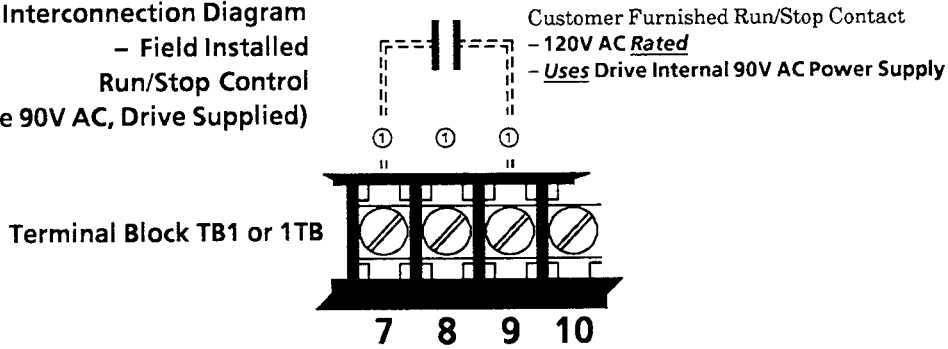 Interconnection Diagram
– Field Installed
Run/Stop Control
e 90V AC, Drive Supplied)
Customer Furnished Run/Stop Contact
– 120V AC Rated
– Uses Drive Internal 90V AC Power Supply
1 1 1
Terminal Block TB1 or 1TB
7 8 9 10